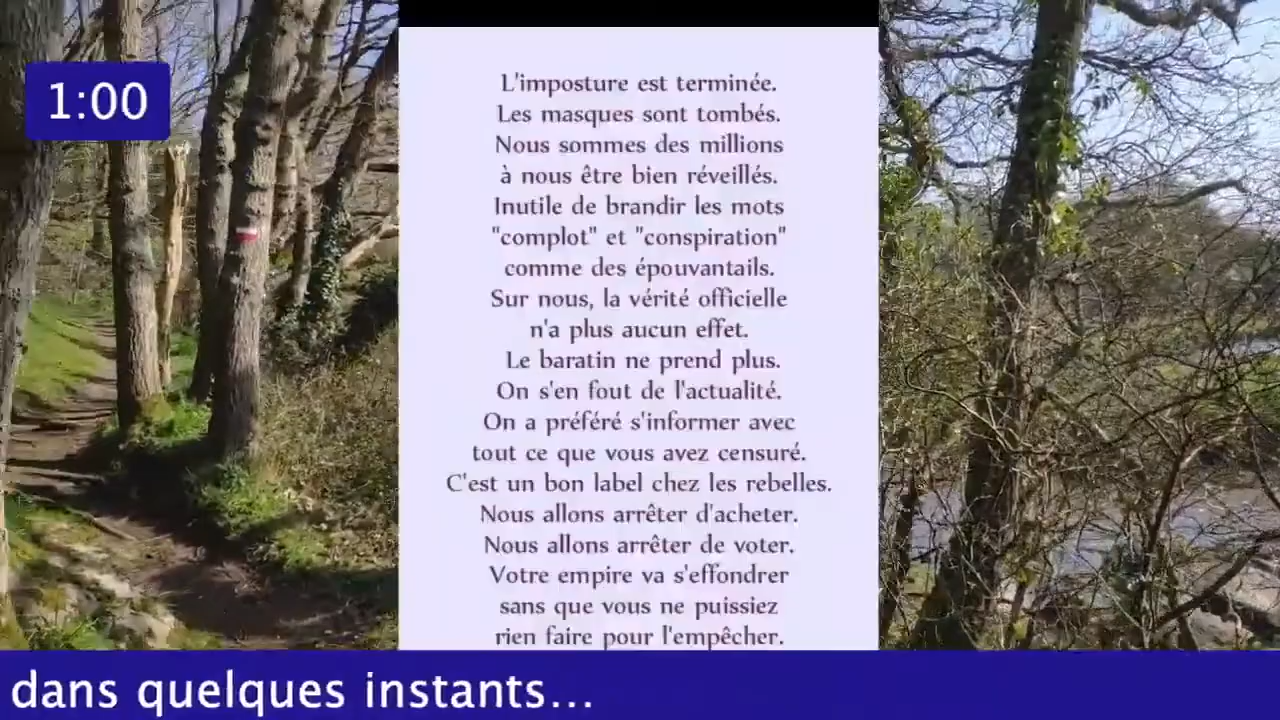 1:00
L'imposture est terminée.
Les masques sont tombés.
Nous sommes des millions
à nous être bien réveillés.
Inutile de brandir les mots
"complot" et "conspiration"
comme des épouvantails.
Sur nous, la vérité officielle
n'a plus aucun effet.
Le baratin ne prend plus.
On s'en fout de l'actualité.
On a préféré s'informer avec
tout ce que vous avez censuré.
C'est un bon label chez les rebelles.
Nous allons arrêter d'acheter.
Nous allons arrêter de voter.
Votre empire va s'effondrer
sans que vous ne puissiez
rien faire pour l'empêcher.
dans quelques instants...